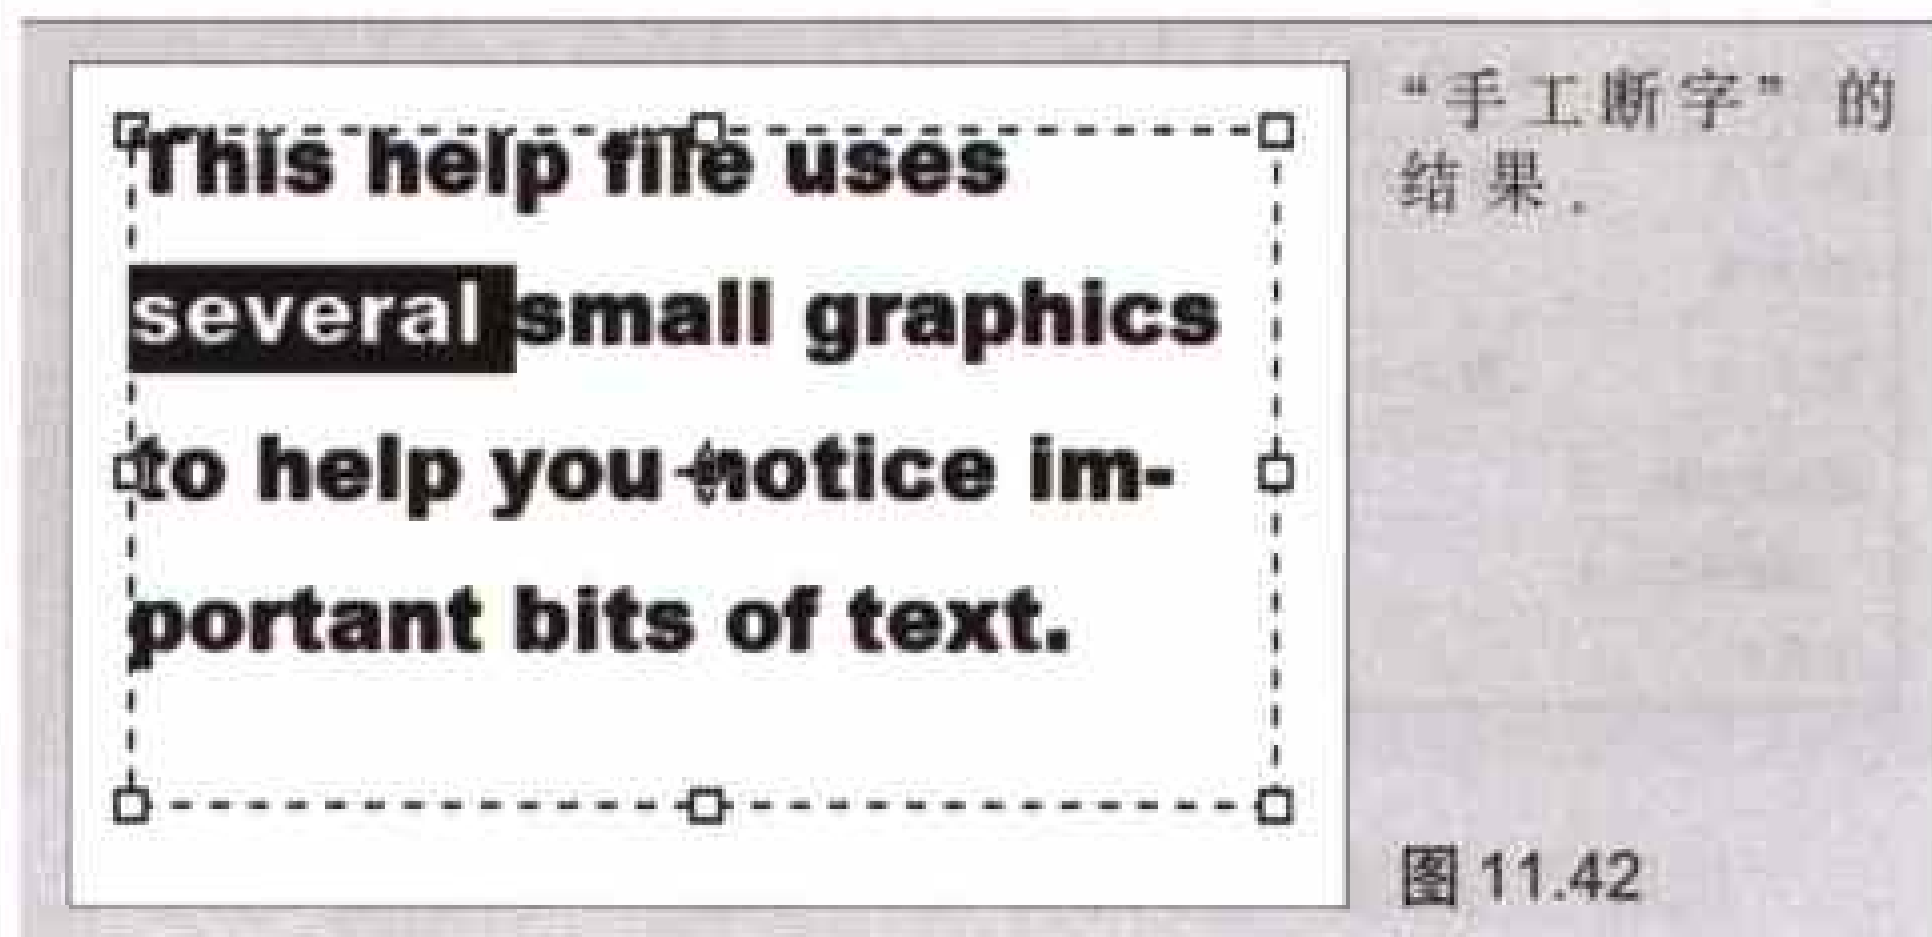 This help file uses
several small graphics
to help you notice im-
portant bits of text.
“手工断字”的
结果.
图 11.42